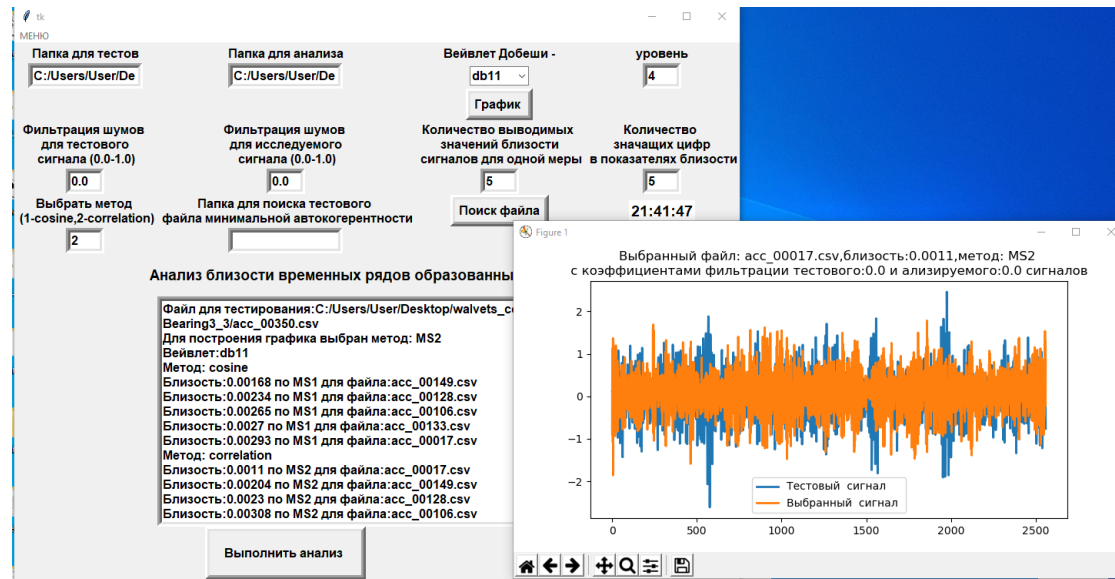 tk
МЕНЮ
Папка для тестов
Папка для анализа
Вейвлет Добеши -
уровень
C:/Users/User/De
C:/Users/User/De
db11
4
График
Фильтрация шумов
для тестового
сигнала (0.0-1.0)
Фильтрация шумов
для исследуемого
сигнала (0.0-1.0)
Количество выводимых
значений близости
сигналов для одной меры
Количество
значащих цифр
в показателях близости
0.0
0.0
5
5
Выбрать метод
(1-cosine,2-correlation)
Папка для поиска тестового
файла минимальной автокогерентности
Поиск файла
21:41:47
2
Анализ близости временных рядов
Файл для тестирования:C:/Users/User/Desktop/
Bearing3_3/acc_00350.csv
Для построения графика выбран метод: MS2
Вейвлет:db11
Метод: cosine
Близость:0.00168 по MS1 для файла:acc_00149.csv
Близость:0.00234 по MS1 для файла:acc_00128.csv
Близость:0.00265 по MS1 для файла:acc_00106.csv
Близость:0.0027 по MS1 для файла:acc_00133.csv
Близость:0.00293 по MS1 для файла:acc_00017.csv
Метод: correlation
Близость:0.0011 по MS2 для файла:acc_00017.csv
Близость:0.00204 по MS2 для файла:acc_00149.csv
Близость:0.0023 по MS2 для файла:acc_00128.csv
Близость:0.00308 по MS2 для файла:acc_00106.csv
Выполнить анализ
Figure 1
Выбранный файл: acc_00017.csv,близость:0.0011,метод: MS2
с коэффициентами фильтрации тестового:0.0 и ализируемого:0.0 сигналов
2
1
0
−1
−2
Тестовый сигнал
Выбранный сигнал
0 500 1000 1500 2000 2500